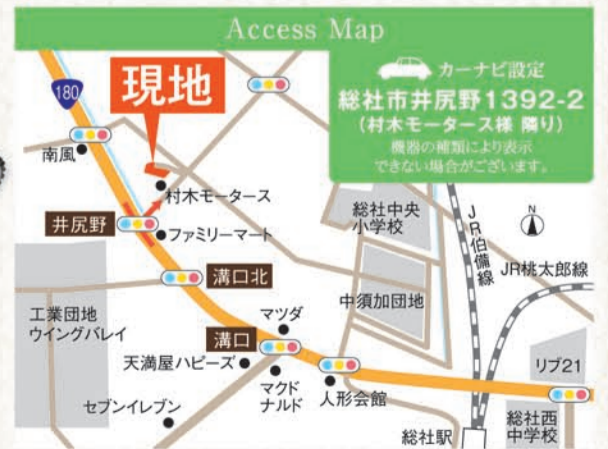 Access Map
カーナビ設定
総社市井尻野1392-2
(村木モータース様 隣り)
機器の種類により表示
できない場合がございます。
180
現地
南風
村木モータース
井尻野
ファミリーマート
溝口北
総社中央
小学校
JR伯備線
N
JR桃太郎線
工業団地
ウイングバレイ
中須加団地
マツダ
溝口
天満屋ハピーズ
マクド
ナルド
人形会館
リブ21
セブンイレブン
総社駅
総社西
中学校